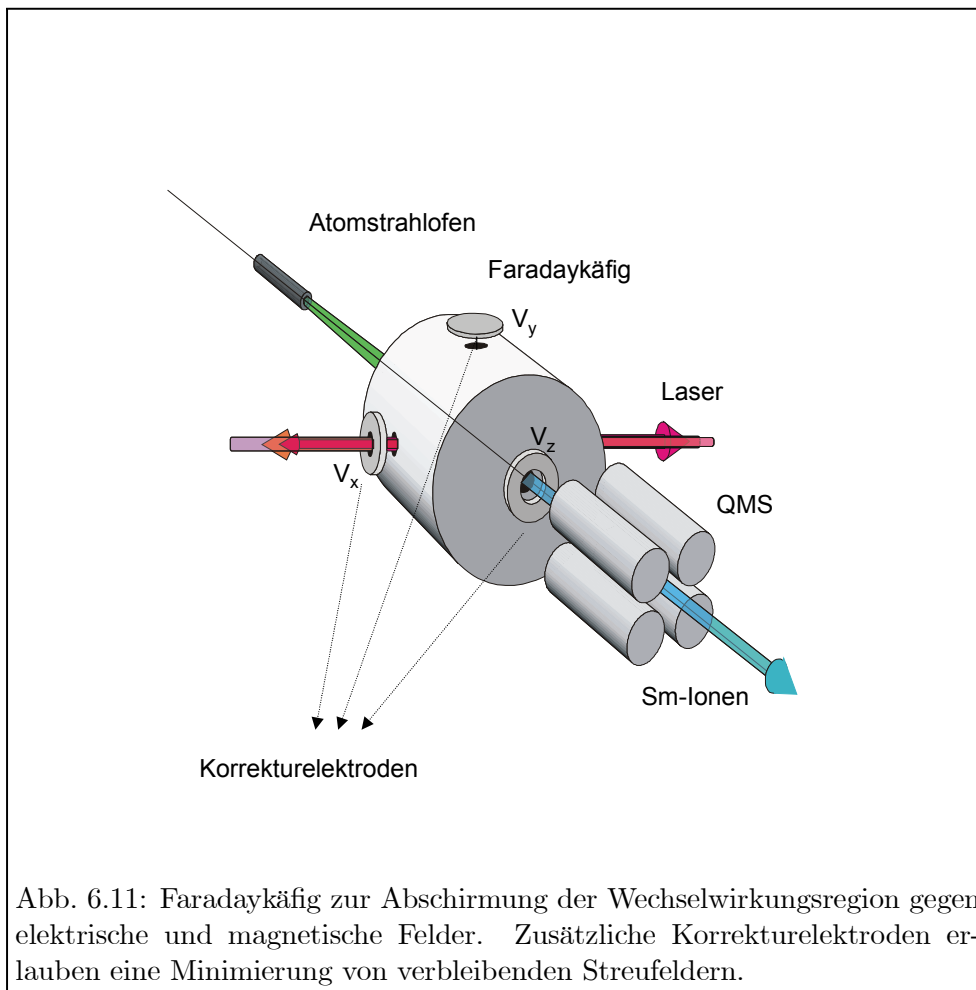 Atomstrahlofen
Faradaykäfig
V_y
Laser
V_z
V_x
QMS
Sm-Ionen
Korrekturelektroden
Abb. 6.11: Faradaykäfig zur Abschirmung der Wechselwirkungsregion gegen
elektrische und magnetische Felder. Zusätzliche Korrekturelektroden er-
lauben eine Minimierung von verbleibenden Streufeldern.